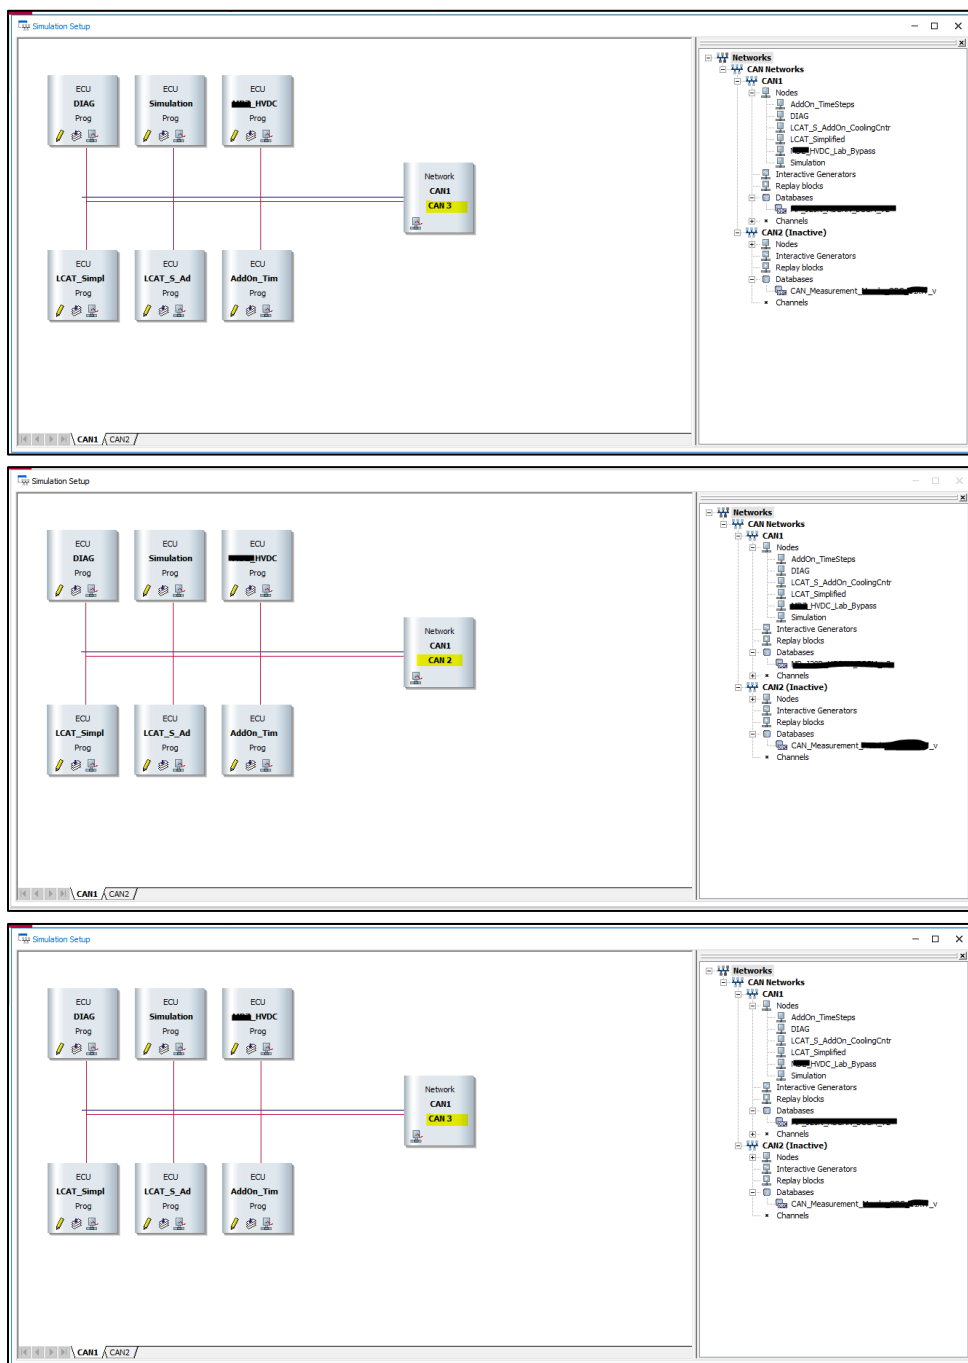 Simulation Setup
ECU
DIAG
Prog
ECU
Simulation
Prog
ECU
_HVDC
Prog
Network
CAN1
CAN 3
ECU
LCAT_Simpl
Prog
ECU
LCAT_S_Ad
Prog
ECU
AddOn_Tim
Prog
CAN1
CAN2
Networks
CAN Networks
CAN1
Nodes
AddOn_TimeSteps
DIAG
LCAT_S_AddOn_CoolingCntr
LCAT_Simplified
_HVDC_Lab_Bypass
Simulation
Interactive Generators
Replay blocks
Databases
Channels
CAN2 (Inactive)
Nodes
Interactive Generators
Replay blocks
Databases
CAN_Measurement_ _v
Channels
Simulation Setup
ECU
DIAG
Prog
ECU
Simulation
Prog
ECU
_HVDC
Prog
Network
CAN1
CAN 2
ECU
LCAT_Simpl
Prog
ECU
LCAT_S_Ad
Prog
ECU
AddOn_Tim
Prog
CAN1
CAN2
Networks
CAN Networks
CAN1
Nodes
AddOn_TimeSteps
DIAG
LCAT_S_AddOn_CoolingCntr
LCAT_Simplified
_HVDC_Lab_Bypass
Simulation
Interactive Generators
Replay blocks
Databases
Channels
CAN2 (Inactive)
Nodes
Interactive Generators
Replay blocks
Databases
CAN_Measurement_ _v
Channels
Simulation Setup
ECU
DIAG
Prog
ECU
Simulation
Prog
ECU
_HVDC
Prog
Network
CAN1
CAN 3
ECU
LCAT_Simpl
Prog
ECU
LCAT_S_Ad
Prog
ECU
AddOn_Tim
Prog
CAN1
CAN2
Networks
CAN Networks
CAN1
Nodes
AddOn_TimeSteps
DIAG
LCAT_S_AddOn_CoolingCntr
LCAT_Simplified
_HVDC_Lab_Bypass
Simulation
Interactive Generators
Replay blocks
Databases
Channels
CAN2 (Inactive)
Nodes
Interactive Generators
Replay blocks
Databases
CAN_Measurement_ _v
Channels